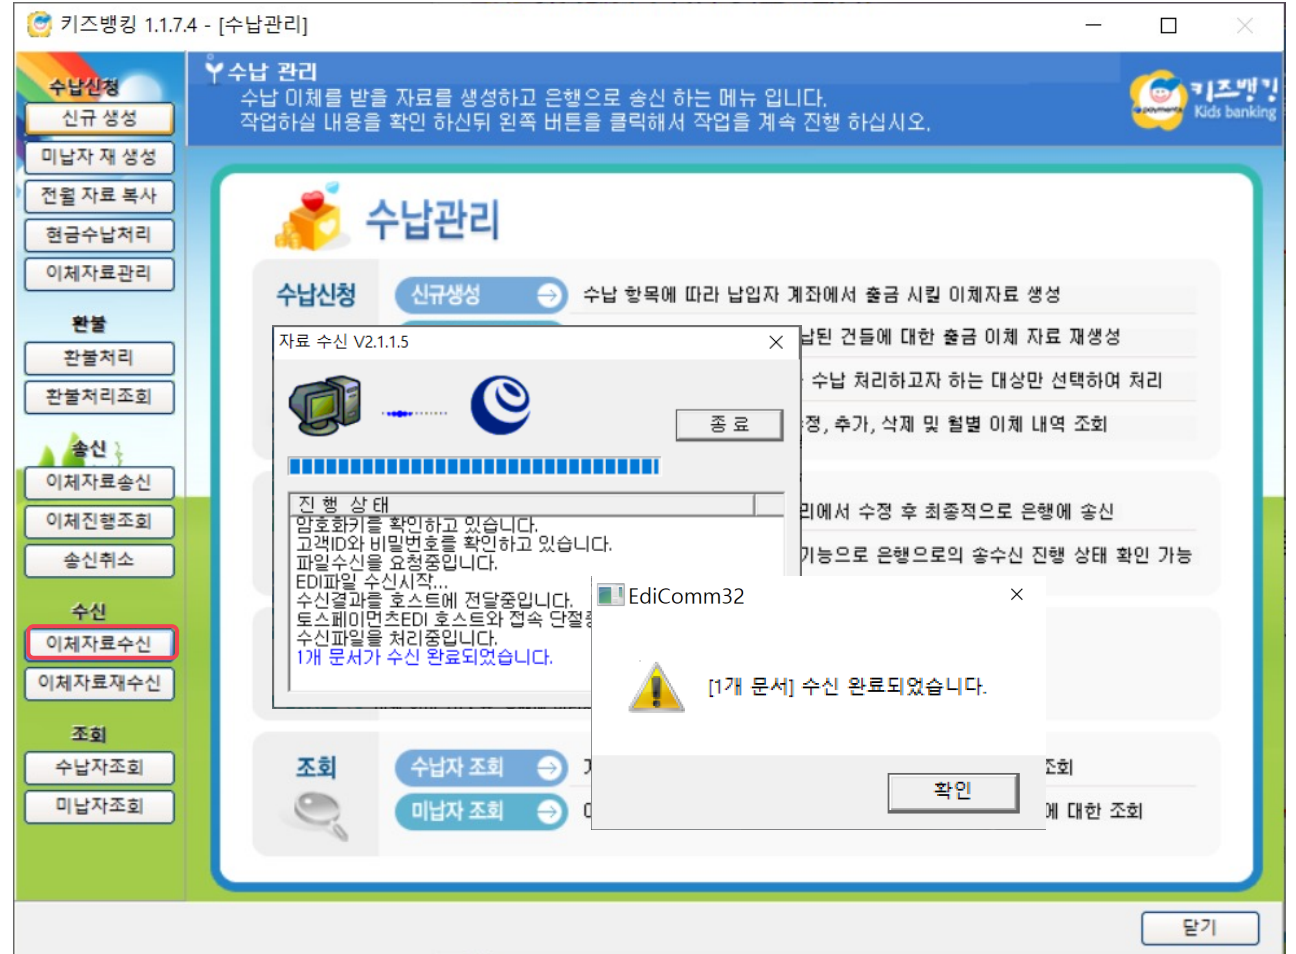 키즈뱅킹 1.1.7.4 - [수납관리]
수납신청
신규 생성
미납자 재 생성
전월 자료 복사
현금수납처리
이체자료관리
환불
환불처리
환불처리조회
송신
이체자료송신
이체진행조회
송신취소
수신
이체자료수신
이체자료재수신
조회
수납자조회
미납자조회
수납 관리
수납 이체를 받을 자료를 생성하고 은행으로 송신 하는 메뉴 입니다.
작업하실 내용을 확인 하신뒤 왼쪽 버튼을 클릭해서 작업을 계속 진행 하십시오.
키즈뱅킹
Kids banking
payments
수납관리
수납신청
신규생성
수납 항목에 따라 납입자 계좌에서 출금 시킬 이체자료 생성
납된 건들에 대한 출금 이체 자료 재생성
수납 처리하고자 하는 대상만 선택하여 처리
정, 추가, 삭제 및 월별 이체 내역 조회
리에서 수정 후 최종적으로 은행에 송신
기능으로 은행으로의 송수신 진행 상태 확인 가능
자료 수신 V2.1.1.5
종 료
진 행 상 태
암호화키를 확인하고 있습니다.
고객ID와 비밀번호를 확인하고 있습니다.
파일수신을 요청중입니다.
EDI파일 수신시작...
수신결과를 호스트에 전달중입니다.
토스페이먼츠EDI 호스트와 접속 단절중
수신파일을 처리중입니다.
1개 문서가 수신 완료되었습니다.
EdiComm32
[1개 문서] 수신 완료되었습니다.
확인
조회
수납자 조회
조회
미납자 조회
에 대한 조회
닫기